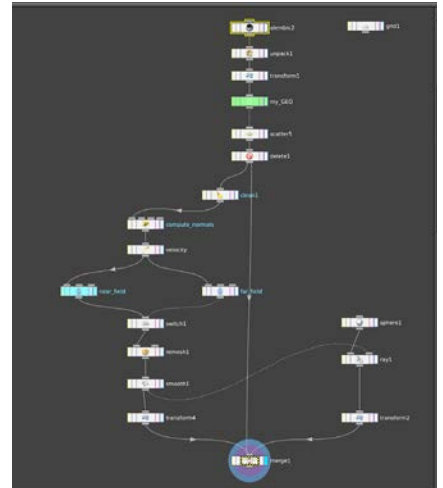 alembic2
grid1
unpack1
transform1
my_GEO
scatter5
delete1
clean1
compute_normals
velocity
near_field
far_field
switch1
sphere1
remesh1
ray1
smooth1
transform4
transform2
merge1